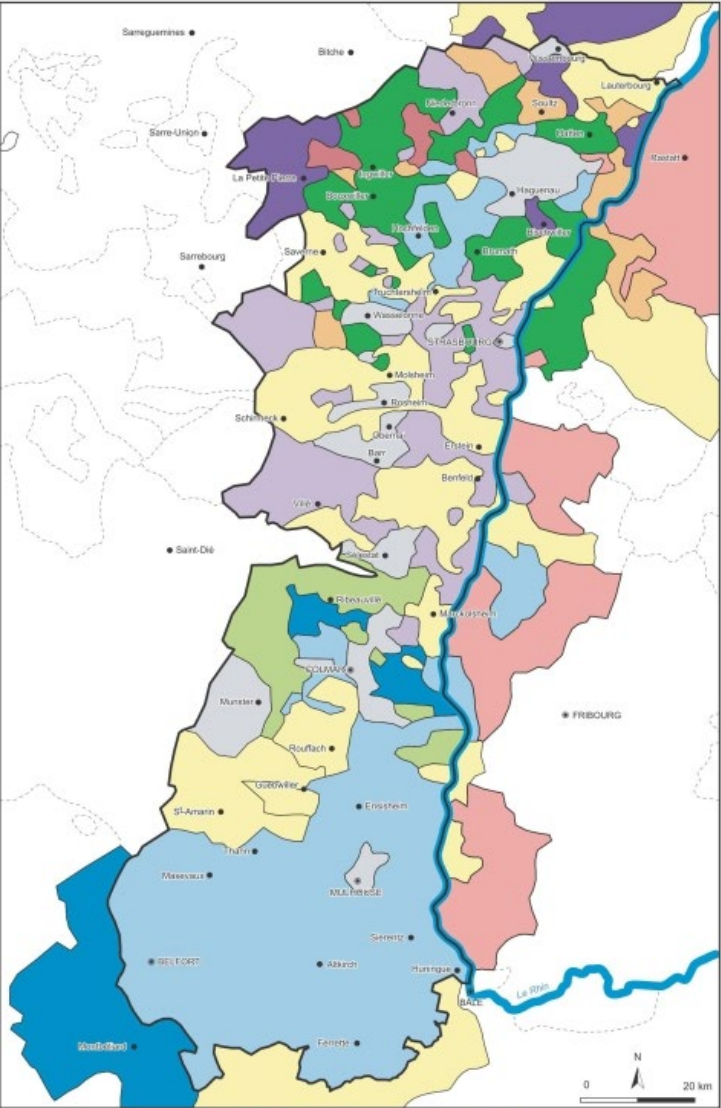 Sarreguemines
Bitche
Wissembourg
Lauterbourg
Niederbronn
Soultz
Hatten
Sarre-Union
Rastatt
Ingwiller
La Petite Pierre
Bouxwiller
Haguenau
Hochfelden
Bischwiller
Saverne
Brumath
Sarrebourg
Truchtersheim
Wasselonne
STRASBOURG
Molsheim
Rosheim
Schirmeck
Obernai
Erstein
Barr
Benfeld
Villé
Saint-Dié
Sélestat
Ribeauvillé
Marckolsheim
COLMAR
Munster
FRIBOURG
Rouffach
Guebwiller
Ensisheim
St-Amarin
Thann
Masevaux
MULHOUSE
Sierentz
BELFORT
Altkirch
Huningue
Le Rhin
BALE
Ferrette
Montbéliard
N
0 20 km